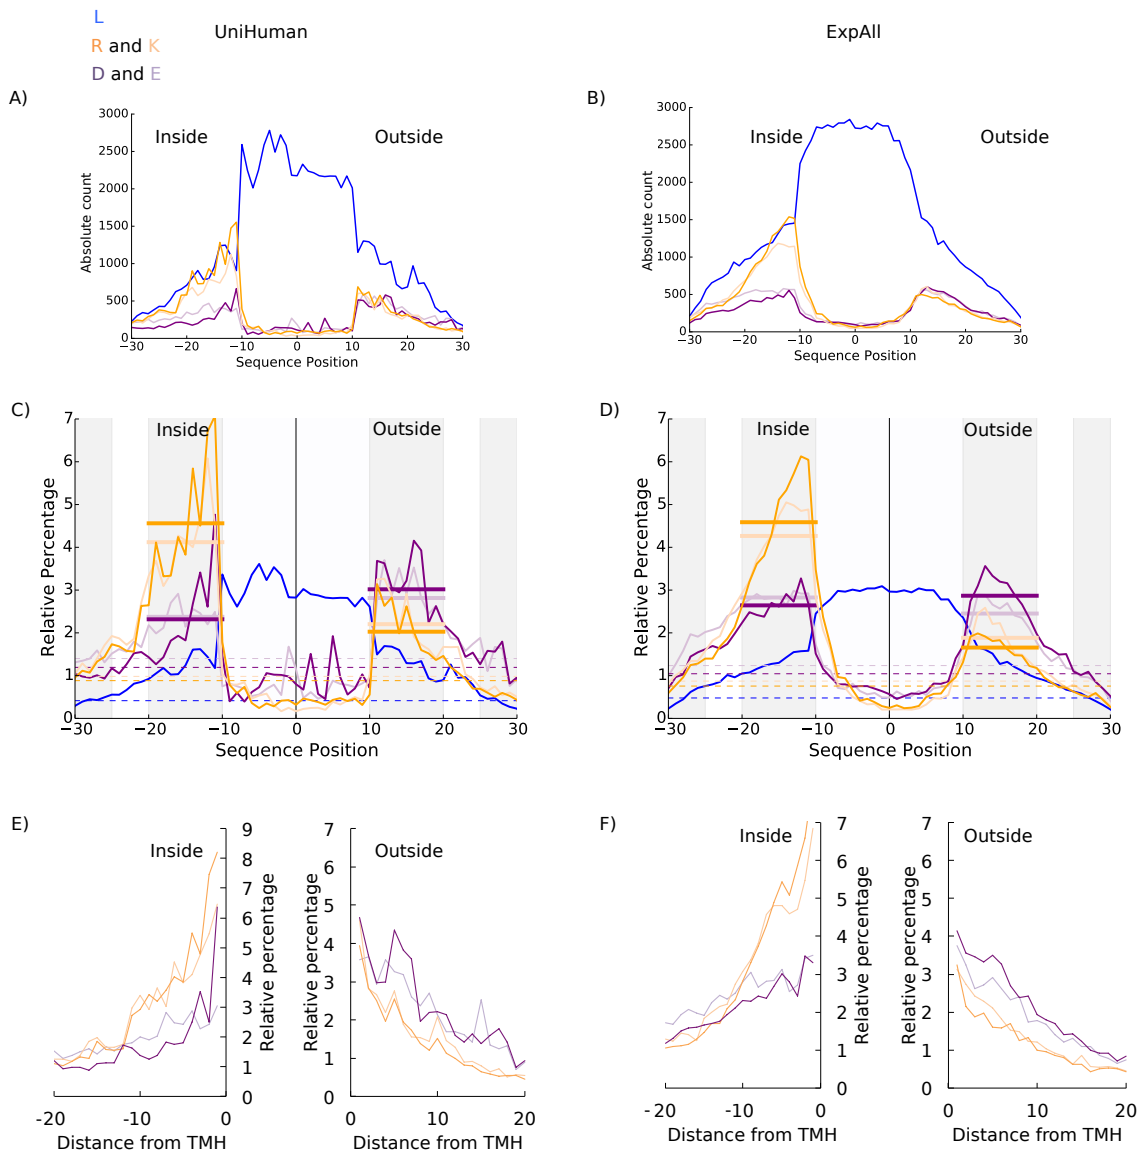 L
UniHuman
ExpAll
R and K
D and E
A)
B)
3000
2500
2000
1500
1000
500
0
Absolute count
Inside
Outside
−30
−20
−10
0
10
20
30
Sequence Position
3000
2500
2000
1500
1000
500
0
Absolute count
Inside
Outside
−30
−20
−10
0
10
20
30
Sequence Position
C)
D)
7
6
5
4
3
2
1
0
Relative Percentage
Inside
Outside
−30
−20
−10
0
10
20
30
Sequence Position
7
6
5
4
3
2
1
0
Relative Percentage
Inside
Outside
−30
−20
−10
0
10
20
30
Sequence Position
E)
F)
Inside
9
8
7
6
5
4
3
2
1
0
Relative percentage
-20
-10
0
Distance from TMH
7
6
5
4
3
2
1
0
Relative percentage
Outside
0
10
20
Distance from TMH
Inside
7
6
5
4
3
2
1
0
Relative percentage
-20
-10
0
Distance from TMH
7
6
5
4
3
2
1
0
Relative percentage
Outside
0
10
20
Distance from TMH